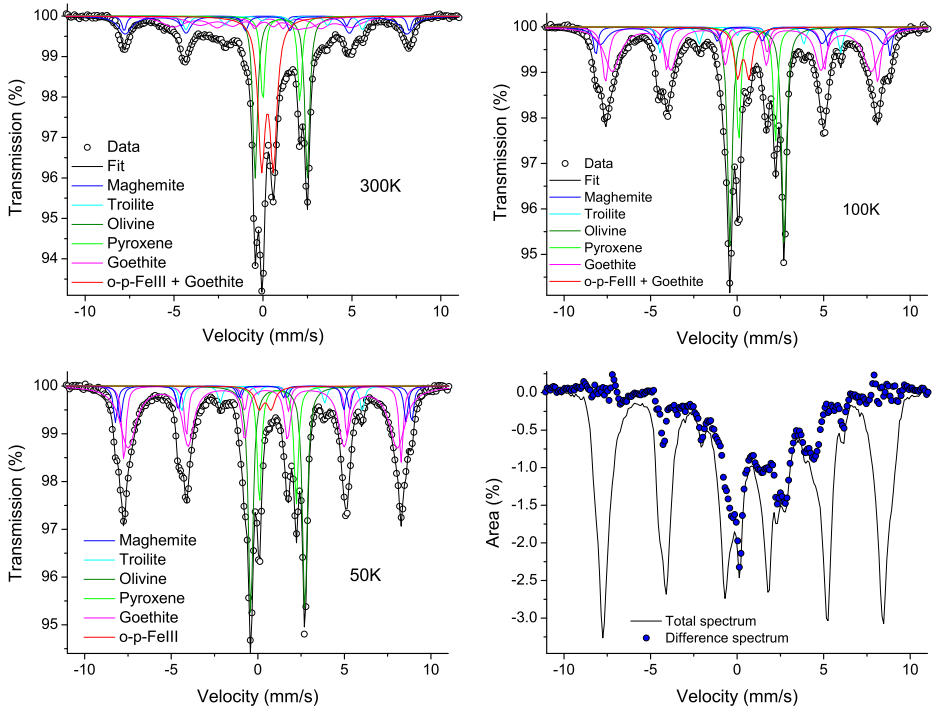 100
99
98
97
96
95
94
Transmission (%)
Data
Fit
Maghemite
Troilite
Olivine
Pyroxene
Goethite
o-p-FeIII + Goethite
300K
-10 -5 0 5 10
Velocity (mm/s)
100
99
98
97
96
95
Transmission (%)
Data
Fit
Maghemite
Troilite
Olivine
Pyroxene
Goethite
o-p-FeIII + Goethite
100K
-10 -5 0 5 10
Velocity (mm/s)
100
99
98
97
96
95
Transmission (%)
Maghemite
Troilite
Olivine
Pyroxene
Goethite
o-p-FeIII
50K
-10 -5 0 5 10
Velocity (mm/s)
0.0
-0.5
-1.0
-1.5
-2.0
-2.5
-3.0
Area (%)
Total spectrum
Difference spectrum
-10 -5 0 5 10
Velocity (mm/s)